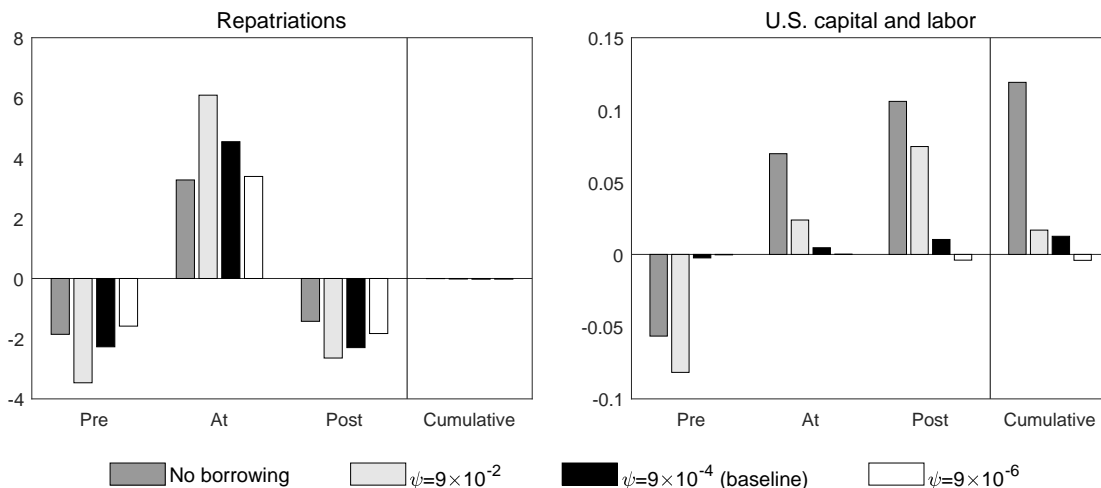 Repatriations
8
6
4
2
0
-2
-4
Pre At Post Cumulative
U.S. capital and labor
0.15
0.1
0.05
0
-0.05
-0.1
Pre At Post Cumulative
No borrowing ψ=9×10⁻² ψ=9×10⁻⁴ (baseline) ψ=9×10⁻⁶